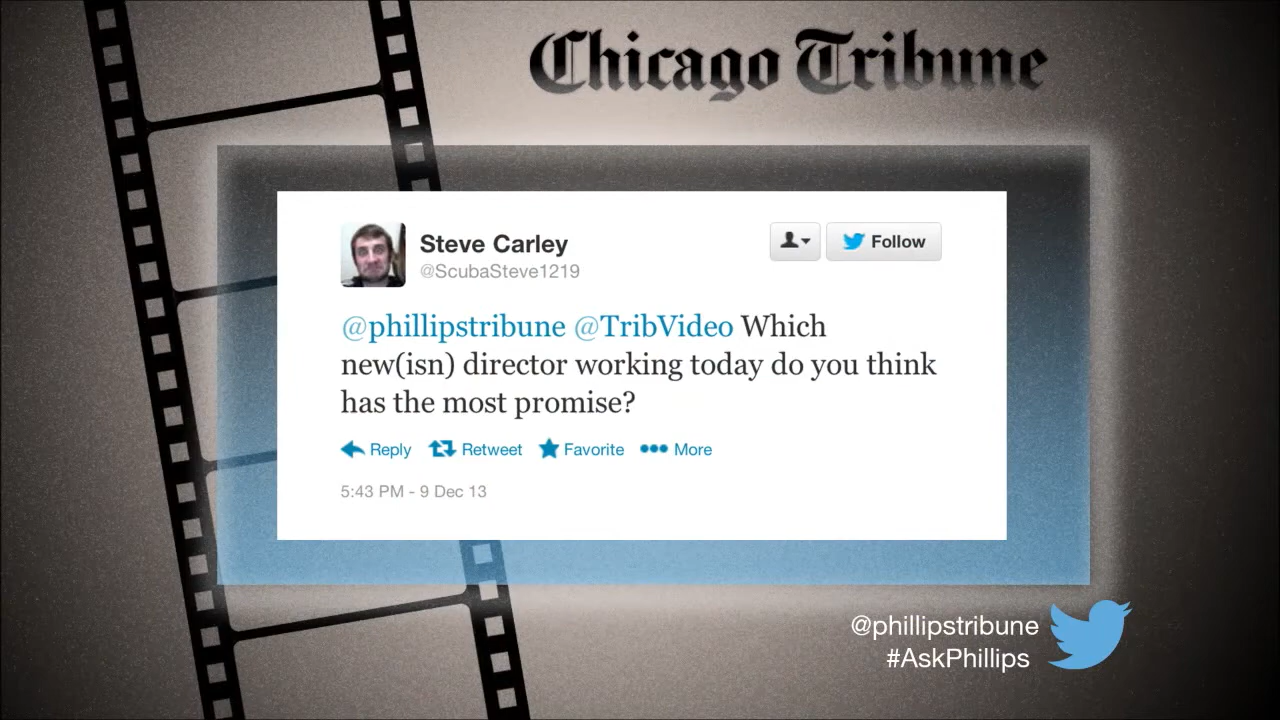 Chicago Tribune
Steve Carley
@ScubaSteve1219
Follow
@phillipstribune @TribVideo Which
new(isn) director working today do you think
has the most promise?
Reply Retweet Favorite More
5:43 PM - 9 Dec 13
@phillipstribune
#AskPhillips